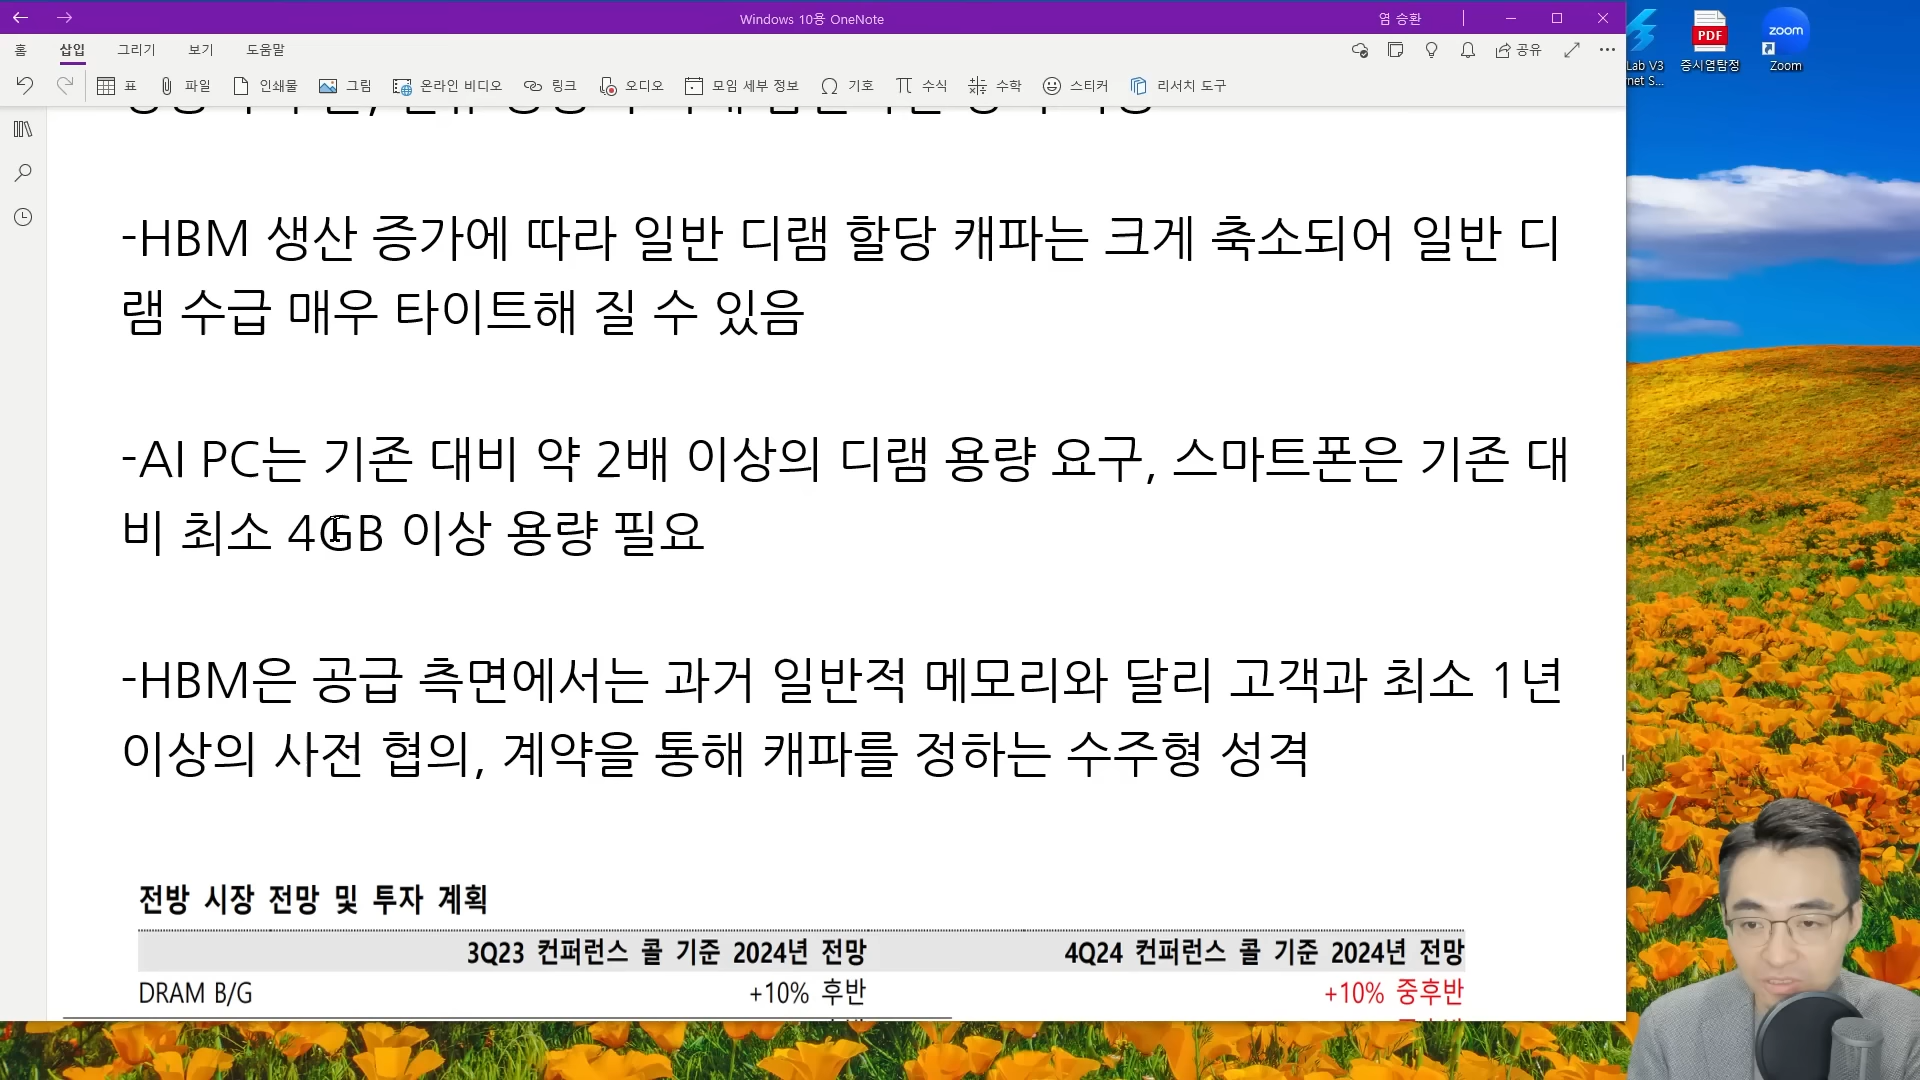 Windows 10용 OneNote
염 승환
홈 삽입 그리기 보기 도움말
공유
표 파일 인쇄물 그림 온라인 비디오 링크 오디오 모임 세부 정보 기호 수식 수학 스티커 리서치 도구
-HBM 생산 증가에 따라 일반 디램 할당 캐파는 크게 축소되어 일반 디
램 수급 매우 타이트해 질 수 있음
-AI PC는 기존 대비 약 2배 이상의 디램 용량 요구, 스마트폰은 기존 대
비 최소 4GB 이상 용량 필요
-HBM은 공급 측면에서는 과거 일반적 메모리와 달리 고객과 최소 1년
이상의 사전 협의, 계약을 통해 캐파를 정하는 수주형 성격
전방 시장 전망 및 투자 계획
3Q23 컨퍼런스 콜 기준 2024년 전망 4Q24 컨퍼런스 콜 기준 2024년 전망
DRAM B/G +10% 후반 +10% 중후반
Lab V3
net S...
PDF
증시염탐정
zoom
Zoom